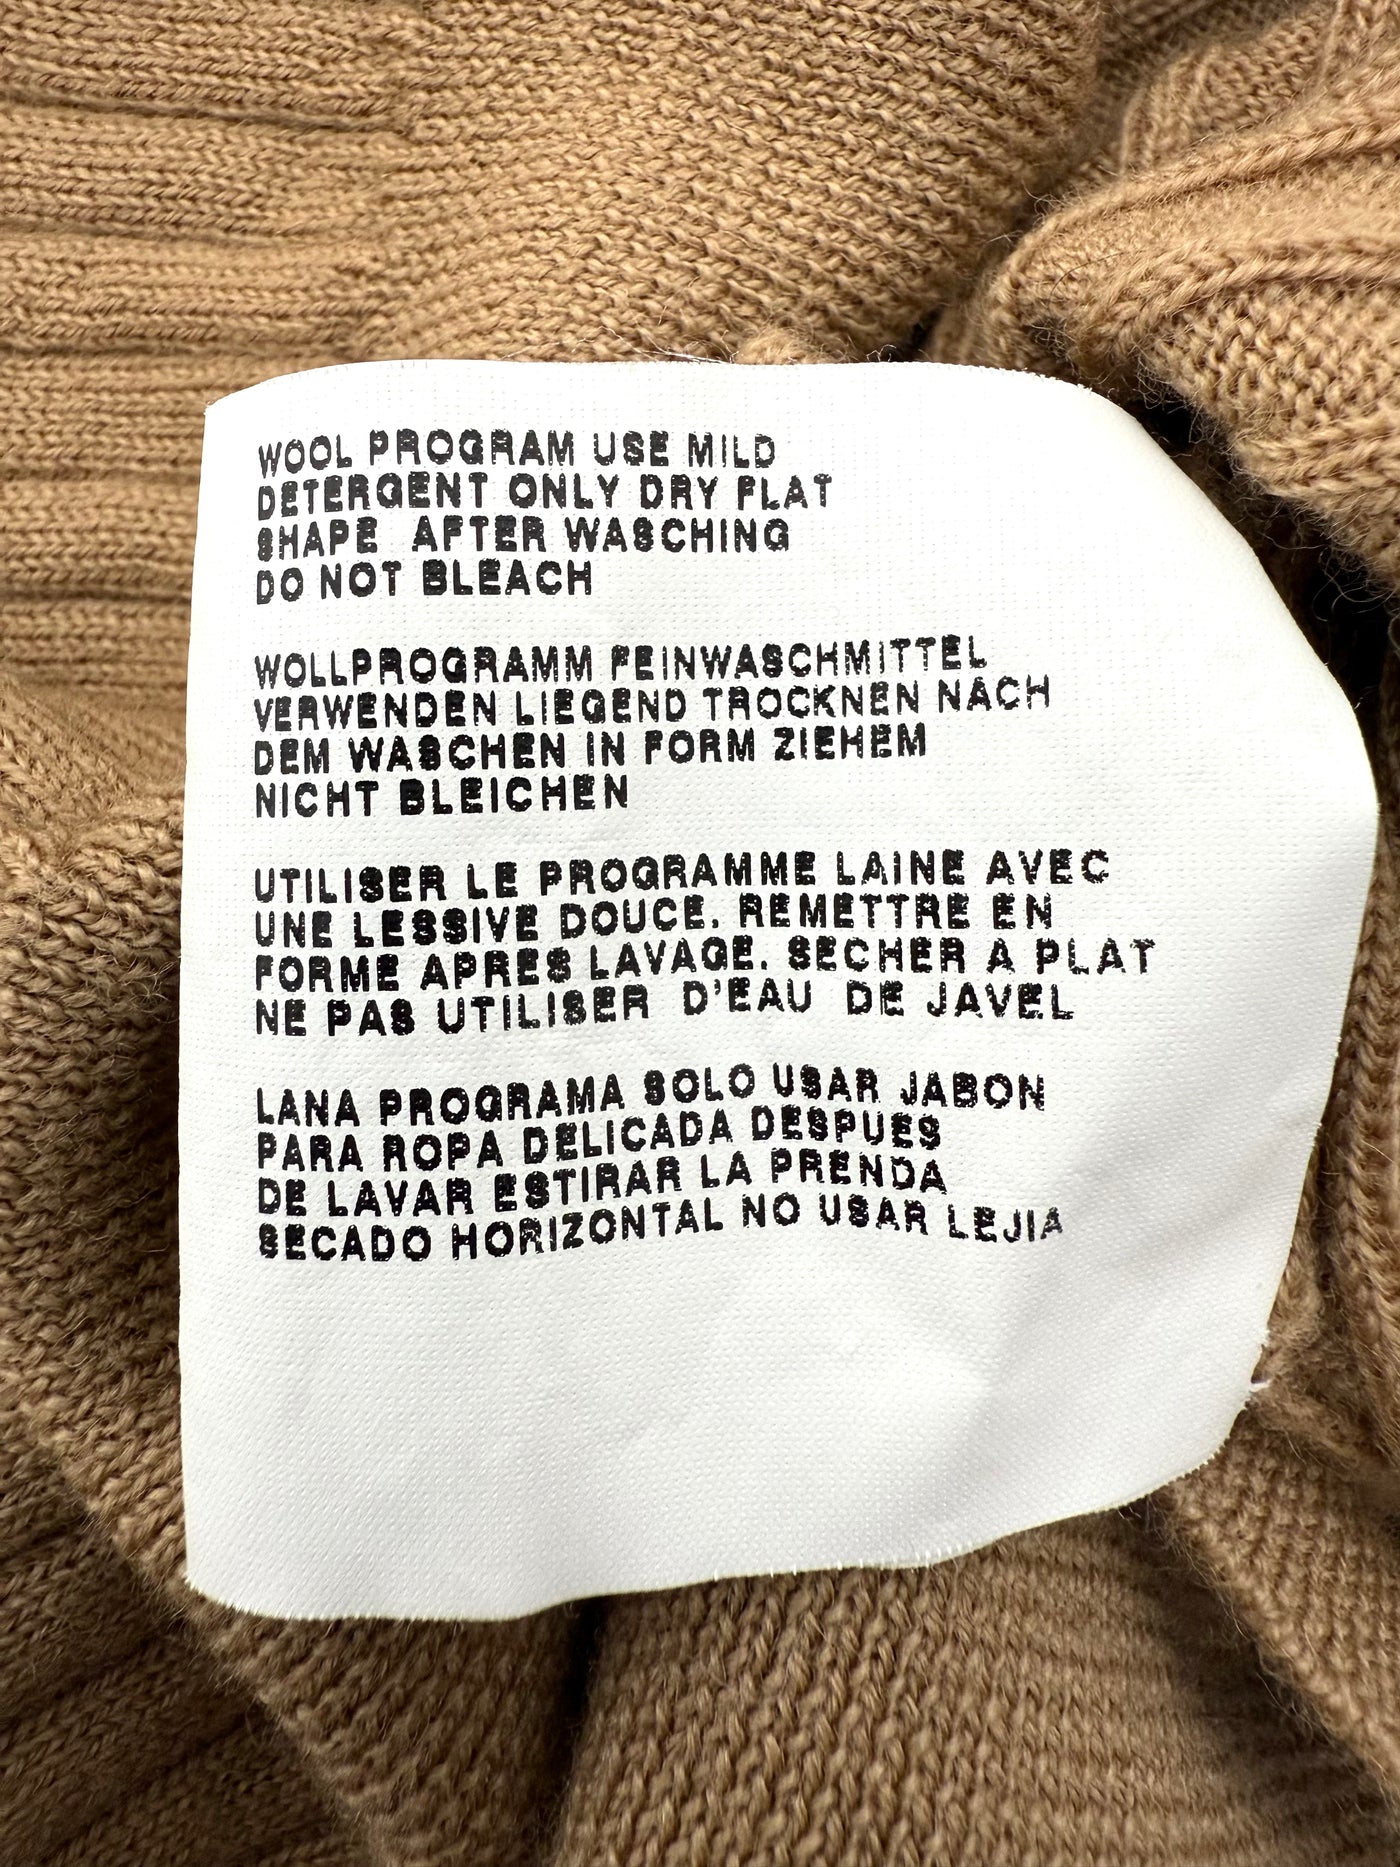 WOOL PROGRAM USE MILD
DETERGENT ONLY DRY FLAT
SHAPE AFTER WASCHING
DO NOT BLEACH
WOLLPROGRAMM FEINWASCHMITTEL
VERWENDEN LIEGEND TROCKNEN NACH
DEM WASCHEN IN FORM ZIEHEM
NICHT BLEICHEN
UTILISER LE PROGRAMME LAINE AVEC
UNE LESSIVE DOUCE. REMETTRE EN
FORME APRES LAVAGE. SECHER A PLAT
NE PAS UTILISER D'EAU DE JAVEL
LANA PROGRAMA SOLO USAR JABON
PARA ROPA DELICADA DESPUES
DE LAVAR ESTIRAR LA PRENDA
SECADO HORIZONTAL NO USAR LEJIA